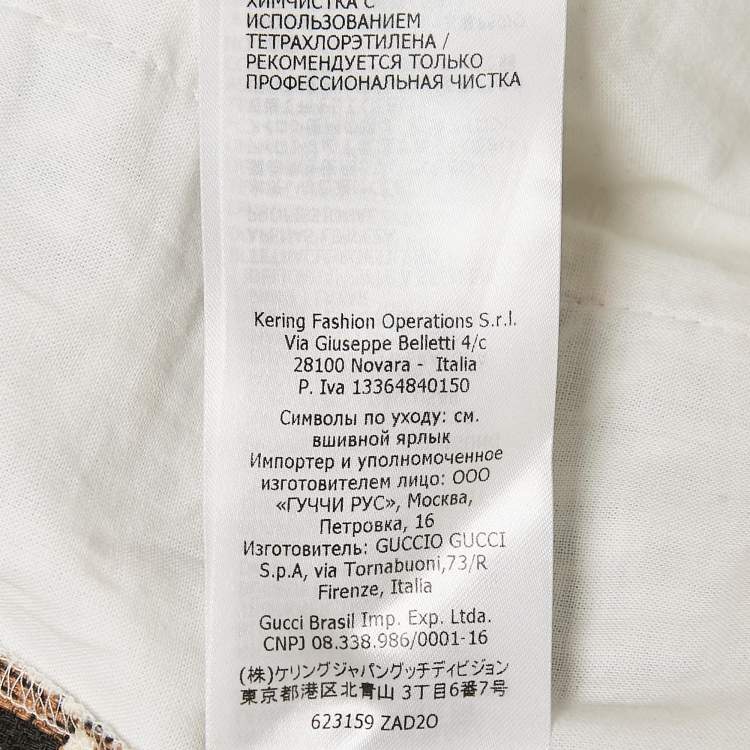 ХИМЧИСТКА С
ИСПОЛЬЗОВАНИЕМ
ТЕТРАХЛОРЭТИЛЕНА /
РЕКОМЕНДУЕТСЯ ТОЛЬКО
ПРОФЕССИОНАЛЬНАЯ ЧИСТКА
Kering Fashion Operations S.r.l.
Via Giuseppe Belletti 4/c
28100 Novara - Italia
P. Iva 13364840150
Символы по уходу: см.
вшивной ярлык
Импортер и уполномоченное
изготовителем лицо: ООО
«ГУЧЧИ РУС», Москва,
Петровка, 16
Изготовитель: GUCCIO GUCCI
S.p.A, via Tornabuoni,73/R
Firenze, Italia
Gucci Brasil Imp. Exp. Ltda.
CNPJ 08.338.986/0001-16
(株)ケリングジャパングッチディビジョン
東京都港区北青山 3丁目6番7号
623159 ZAD2O